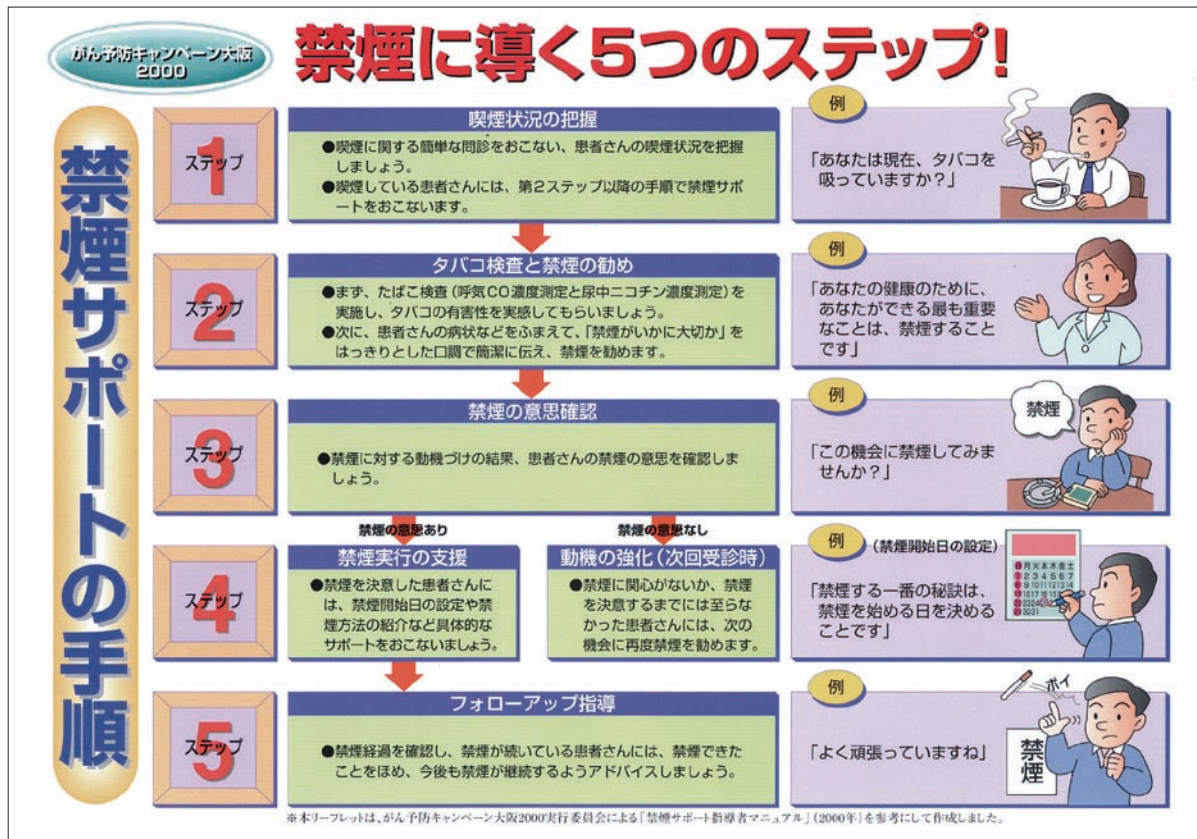 がん予防キャンペーン大阪
2000
禁煙に導く5つのステップ!
禁煙サポートの手順
ステップ
1
喫煙状況の把握
●喫煙に関する簡単な問診をおこない、患者さんの喫煙状況を把握
しましょう。
●喫煙している患者さんには、第2ステップ以降の手順で禁煙サポ
ートをおこないます。
例
「あなたは現在、タバコを
吸っていますか?」
ステップ
2
タバコ検査と禁煙の勧め
●まず、たばこ検査(呼気CO濃度測定と尿中ニコチン濃度測定)を
実施し、タバコの有害性を実感してもらいましょう。
●次に、患者さんの病状などをふまえて、「禁煙がいかに大切か」を
はっきりとした口調で簡潔に伝え、禁煙を勧めます。
例
「あなたの健康のために、
あなたができる最も重要
なことは、禁煙すること
です」
ステップ
3
禁煙の意思確認
●禁煙に対する動機づけの結果、患者さんの禁煙の意思を確認しま
しょう。
例
「この機会に禁煙してみま
せんか?」
禁煙
禁煙の意思あり
禁煙の意思なし
ステップ
4
禁煙実行の支援
●禁煙を決意した患者さんに
は、禁煙開始日の設定や禁
煙方法の紹介など具体的な
サポートをおこないましょう。
動機の強化(次回受診時)
●禁煙に関心がないか、禁煙
を決意するまでには至らな
かった患者さんには、次の
機会に再度禁煙を勧めます。
例
(禁煙開始日の設定)
「禁煙する一番の秘訣は、
禁煙を始める日を決める
ことです」
日月火水木金土
1 2 3 4 5 6 7
ステップ
5
フォローアップ指導
●禁煙経過を確認し、禁煙が続いている患者さんには、禁煙できた
ことをほめ、今後も禁煙が継続するようアドバイスしましょう。
例
「よく頑張っていますね」
ポイ
禁煙
※本リーフレットは、がん予防キャンペーン大阪2000実行委員会による「禁煙サポート指導者マニュアル」(2000年)を参考にして作成しました。